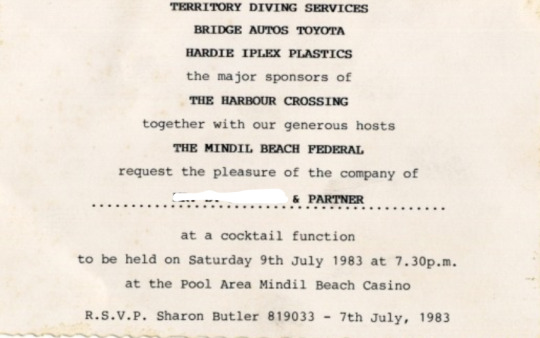 TERRITORY DIVING SERVICES
BRIDGE AUTOS TOYOTA
HARDIE IPLEX PLASTICS
the major sponsors of
THE HARBOUR CROSSING
together with our generous hosts
THE MINDIL BEACH FEDERAL
request the pleasure of the company of
& PARTNER
at a cocktail function
to be held on Saturday 9th July 1983 at 7.30p.m.
at the Pool Area Mindil Beach Casino
R.S.V.P. Sharon Butler 819033 - 7th July, 1983